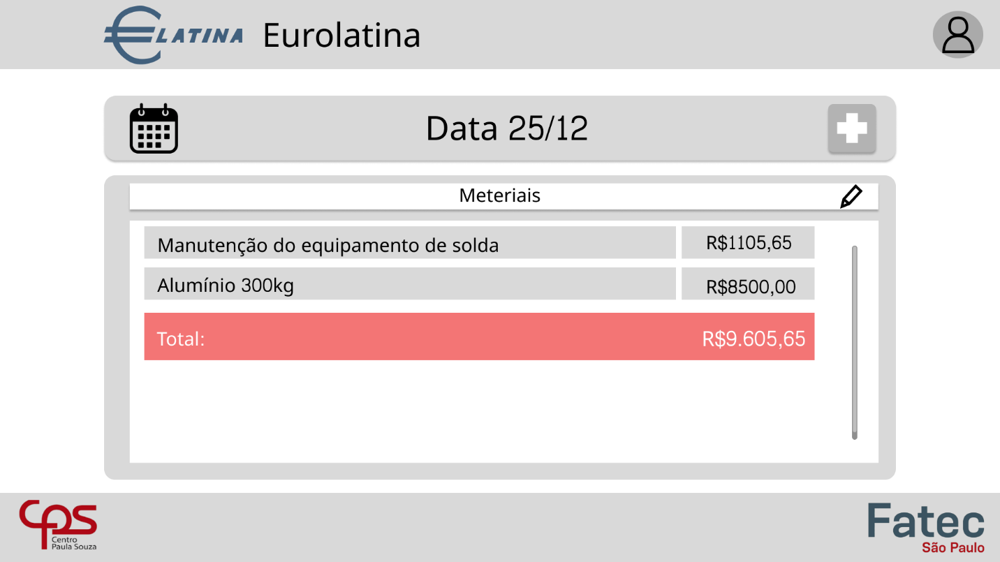 LATINA Eurolatina
Data 25/12
Meteriais
Manutenção do equipamento de solda R$1105,65
Alumínio 300kg R$8500,00
Total: R$9.605,65
cps
Centro
Paula Souza
Fatec
São Paulo